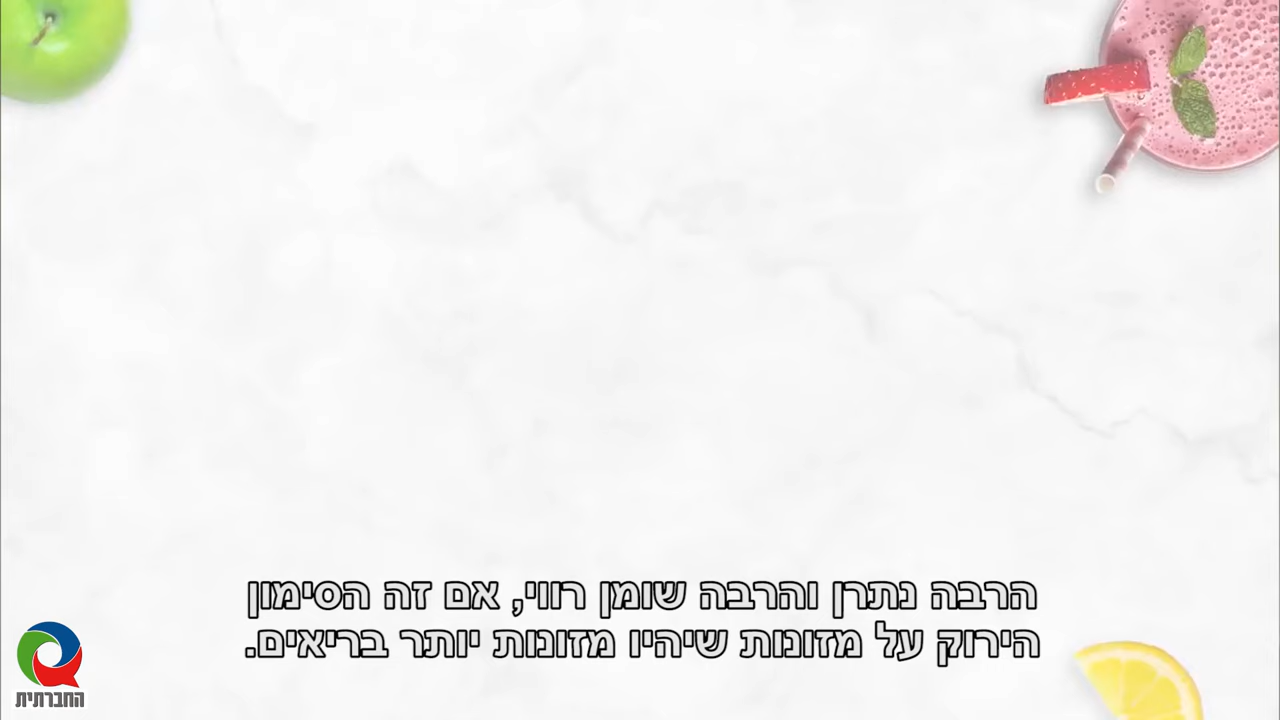 הרבה נתרן והרבה שומן רווי, אם זה הסימון
הירוק על מזונות שיהיו מזונות יותר בריאים.
החברתית